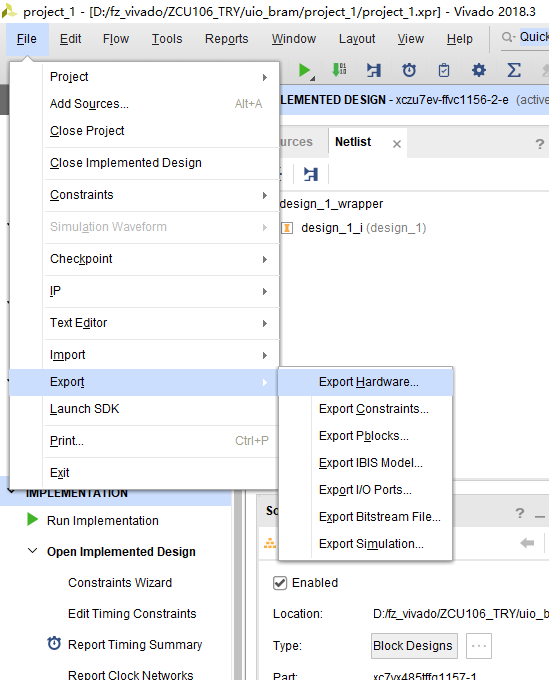 project_1 - [D:/fz_vivado/ZCU106_TRY/uio_bram/project_1/project_1.xpr] - Vivado 2018.3
File Edit Flow Tools Reports Window Layout View Help Quick
Project
Add Sources... Alt+A
Close Project
Close Implemented Design
Constraints
Simulation Waveform
Checkpoint
IP
Text Editor
Import
Export
Launch SDK
Print... Ctrl+P
Exit
LEMENTED DESIGN - xczu7ev-ffvc1156-2-e (active
urces Netlist ?
design_1_wrapper
design_1_i (design_1)
Export Hardware...
Export Constraints...
Export Pblocks...
Export IBIS Model...
Export I/O Ports...
Export Bitstream File...
Export Simulation...
IMPLEMENTATION
Run Implementation
Open Implemented Design
Constraints Wizard
Edit Timing Constraints
Report Timing Summary
Report Clock Networks
So ?
Enabled
Location: D:/fz_vivado/ZCU106_TRY/uio_b
Type: Block Designs ...
Part: xc7vx485tffg1157-1